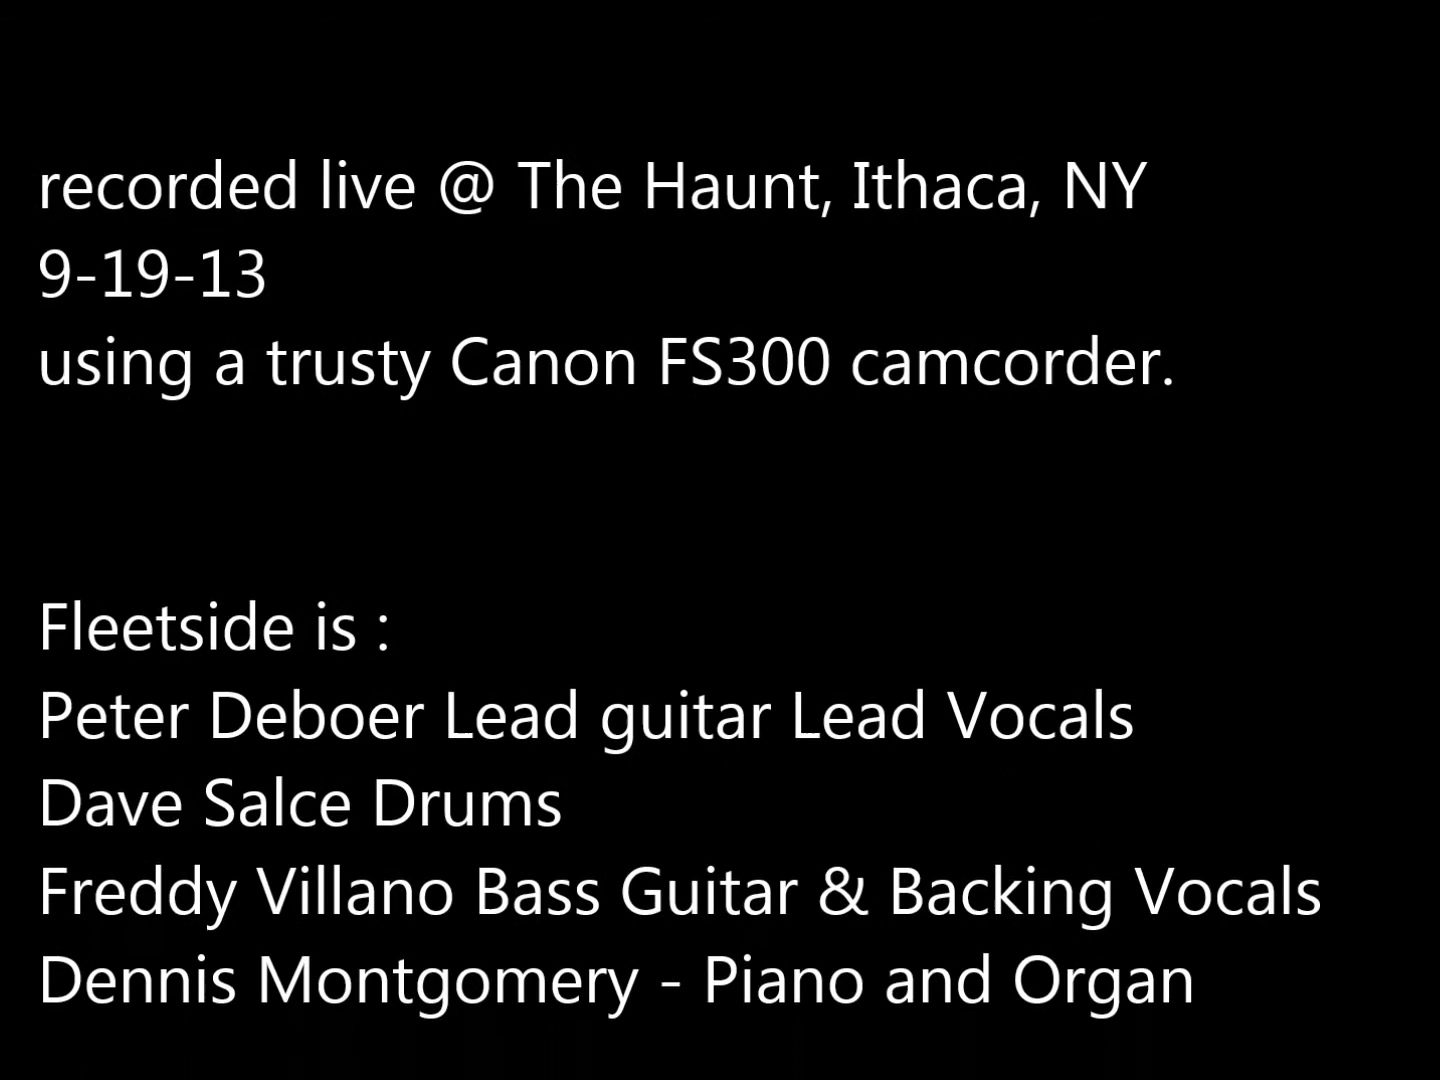 recorded live @ The Haunt, Ithaca, NY
9-19-13
using a trusty Canon FS300 camcorder.
Fleetside is :
Peter Deboer Lead guitar Lead Vocals
Dave Salce Drums
Freddy Villano Bass Guitar & Backing Vocals
Dennis Montgomery - Piano and Organ